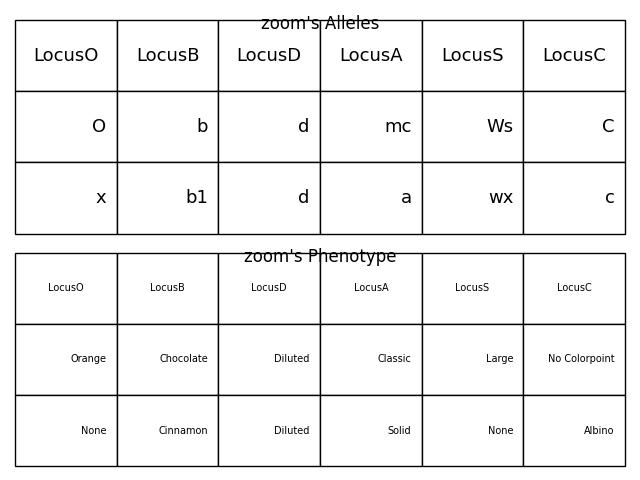 zoom's Alleles
LocusO LocusB LocusD LocusA LocusS LocusC
O b d mc Ws C
x b1 d a wx c
zoom's Phenotype
LocusO LocusB LocusD LocusA LocusS LocusC
Orange Chocolate Diluted Classic Large No Colorpoint
None Cinnamon Diluted Solid None Albino